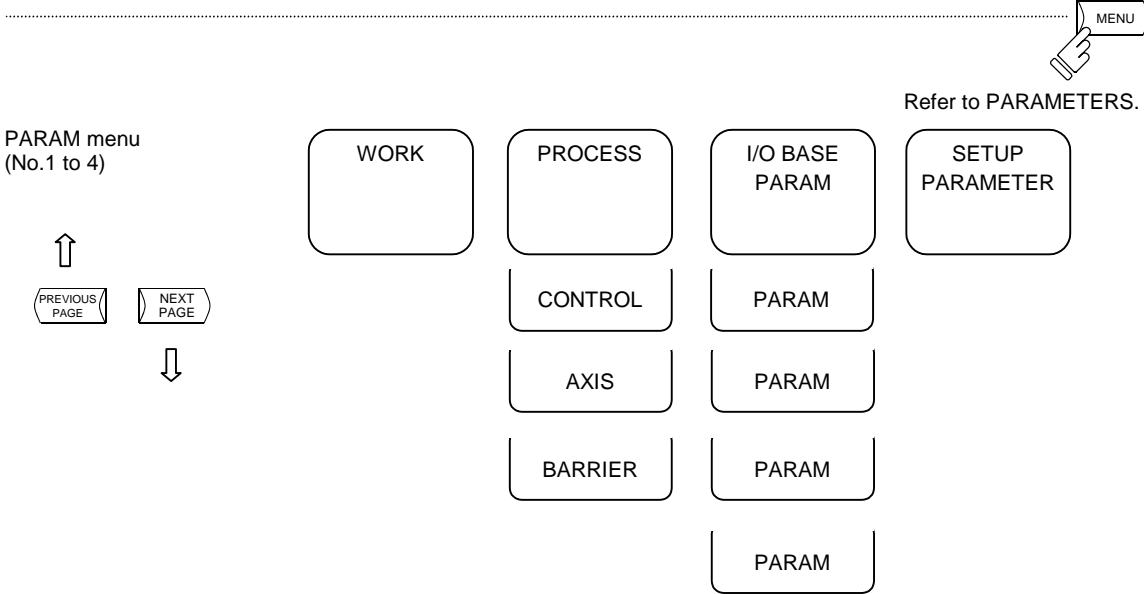 MENU
Refer to PARAMETERS.
PARAM menu
(No.1 to 4)
WORK
PROCESS
I/O BASE
PARAM
SETUP
PARAMETER
PREVIOUS
PAGE
NEXT
PAGE
CONTROL
PARAM
AXIS
PARAM
BARRIER
PARAM
PARAM